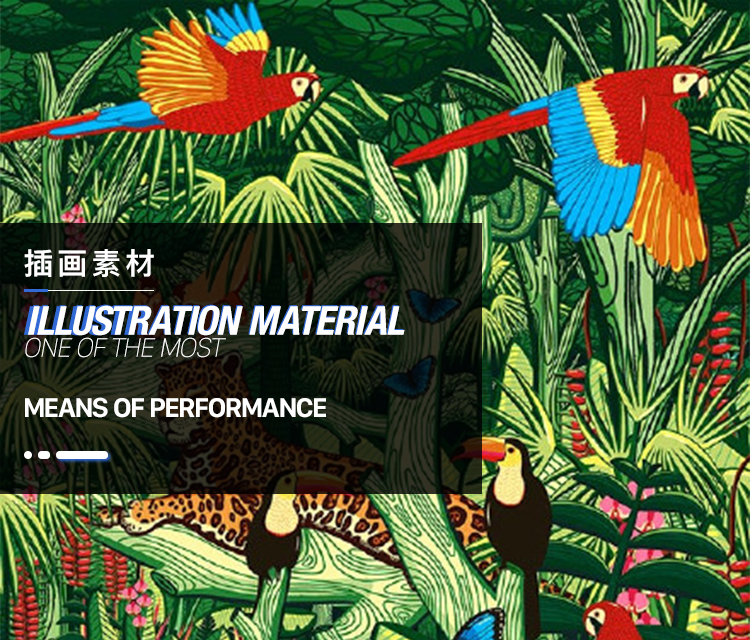 插画素材
ILLUSTRATION MATERIAL
ONE OF THE MOST
MEANS OF PERFORMANCE